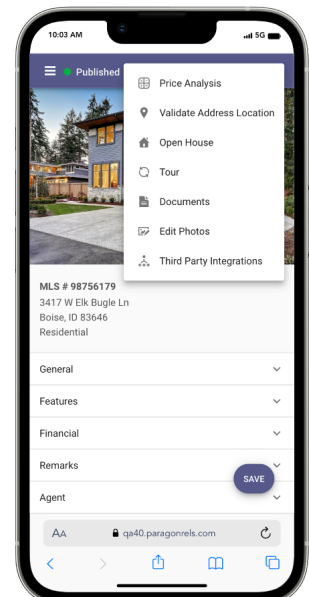 10:03 AM
5G
Published
Price Analysis
Validate Address Location
Open House
Tour
Documents
Edit Photos
Third Party Integrations
MLS # 98756179
3417 W Elk Bugle Ln
Boise, ID 83646
Residential
General
Features
Financial
Remarks
SAVE
Agent
AA
qa40.paragonrels.com